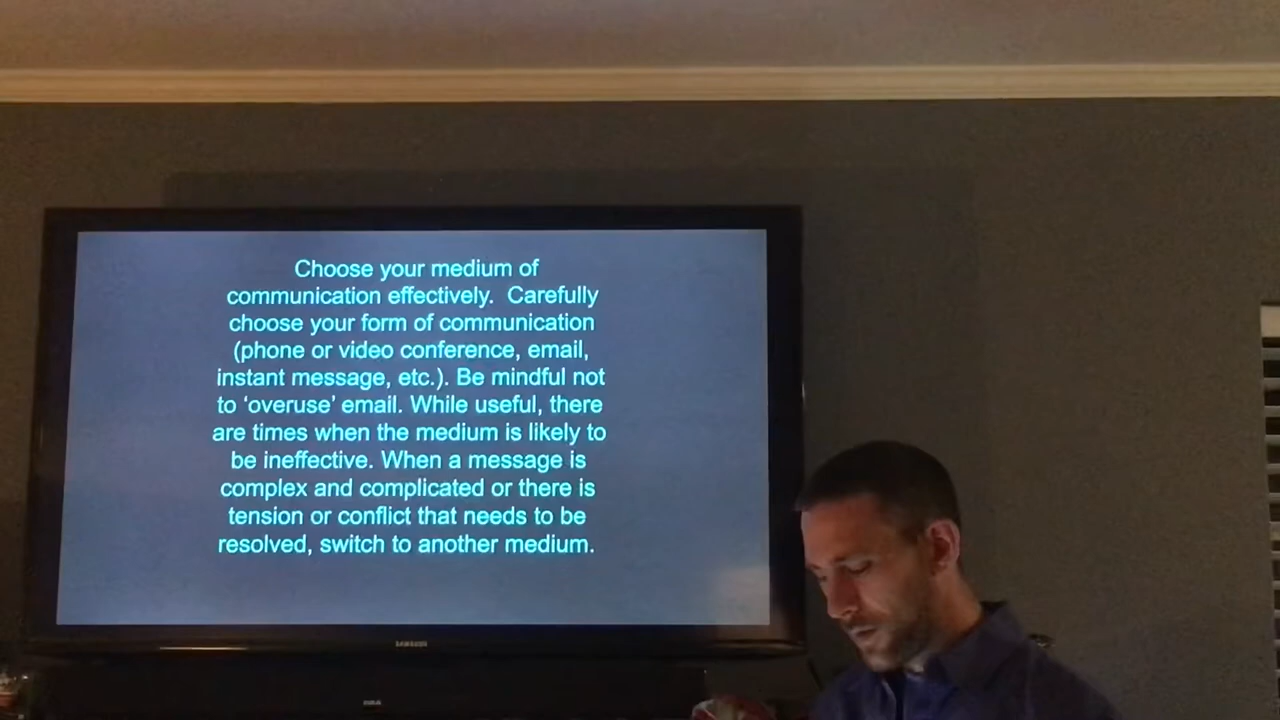 Choose your medium of
communication effectively.  Carefully
choose your form of communication
(phone or video conference, email,
instant message, etc.). Be mindful not
to ‘overuse’ email. While useful, there
are times when the medium is likely to
be ineffective. When a message is
complex and complicated or there is
tension or conflict that needs to be
resolved, switch to another medium.
SAMSUNG